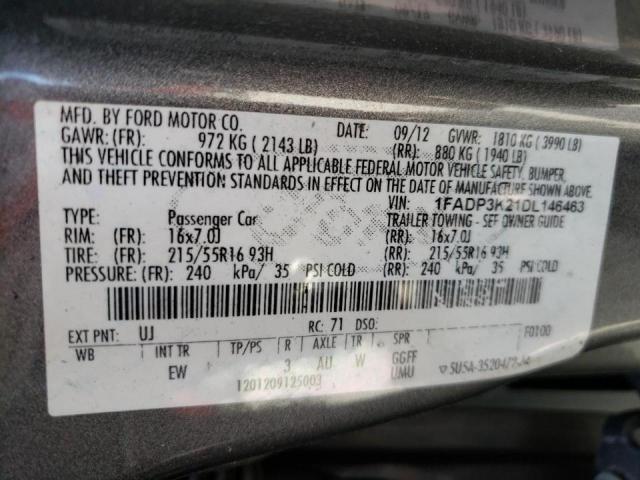 MFD. BY FORD MOTOR CO. DATE: 09/12 GVWR: 1810 KG ( 3990 LB)
GAWR: (FR): 972 KG ( 2143 LB) (RR): 880 KG ( 1940 LB)
THIS VEHICLE CONFORMS TO ALL APPLICABLE FEDERAL MOTOR VEHICLE SAFETY, BUMPER,
AND THEFT PREVENTION STANDARDS IN EFFECT ON THE DATE OF MANUFACTURE SHOWN ABOVE.
VIN: 1FADP3K21DL146463
TYPE: Passenger Car TRAILER TOWING - SEE OWNER GUIDE
RIM: (FR): 16x7.0J (RR): 16x7.0J
TIRE: (FR): 215/55R16 93H (RR): 215/55R16 93H
PRESSURE: (FR): 240 kPa/ 35 PSI COLD (RR): 240 kPa/ 35 PSI COLD
EXT PNT: UJ RC: 71 DSO: F0100
WB INT TR TP/PS R AXLE TR SPR
EW 3 AU W GGFF
UMU
1201209125003